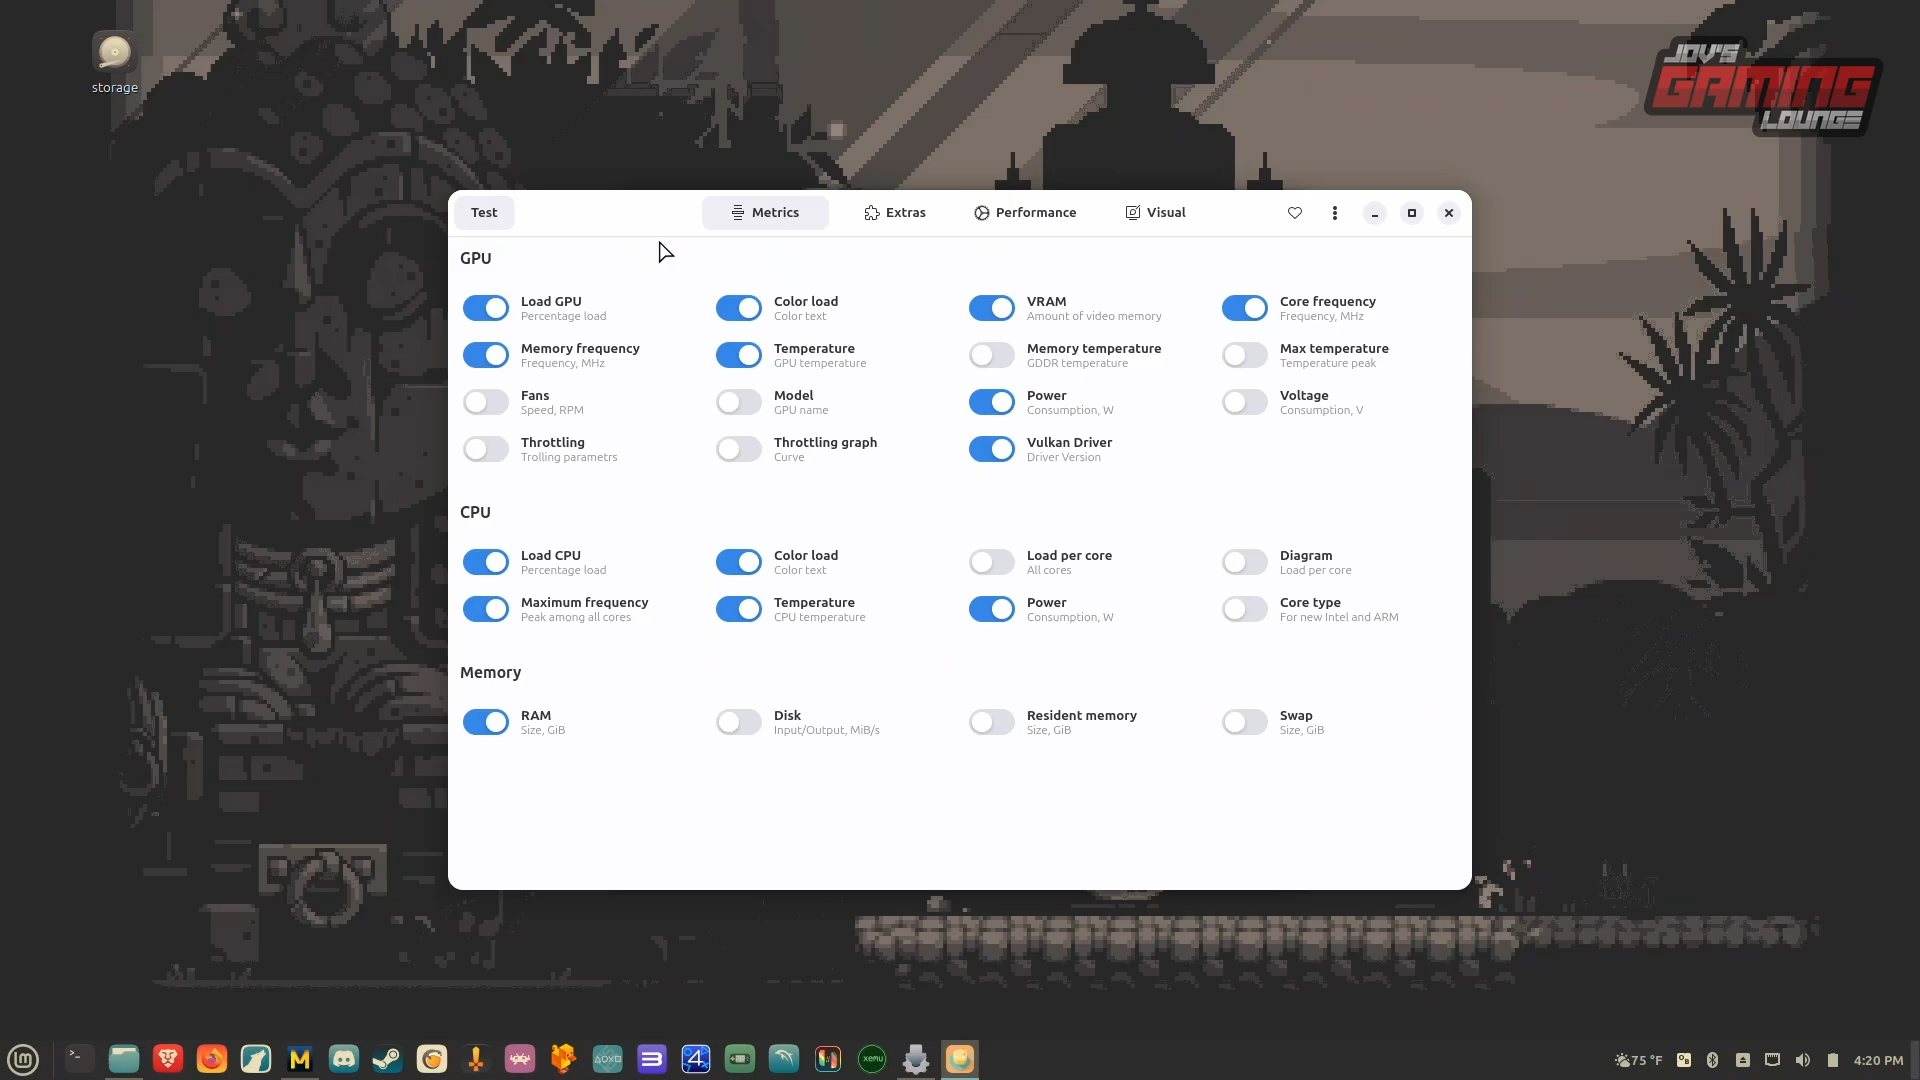 storage
JOV'S
GAMING
LOUNGE
Test
Metrics
Extras
Performance
Visual
GPU
Load GPU
Percentage load
Color load
Color text
VRAM
Amount of video memory
Core frequency
Frequency, MHz
Memory frequency
Frequency, MHz
Temperature
GPU temperature
Memory temperature
GDDR temperature
Max temperature
Temperature peak
Fans
Speed, RPM
Model
GPU name
Power
Consumption, W
Voltage
Consumption, V
Throttling
Trolling parametrs
Throttling graph
Curve
Vulkan Driver
Driver Version
CPU
Load CPU
Percentage load
Color load
Color text
Load per core
All cores
Diagram
Load per core
Maximum frequency
Peak among all cores
Temperature
CPU temperature
Power
Consumption, W
Core type
For new Intel and ARM
Memory
RAM
Size, GiB
Disk
Input/Output, MiB/s
Resident memory
Size, GiB
Swap
Size, GiB
75 °F
4:20 PM